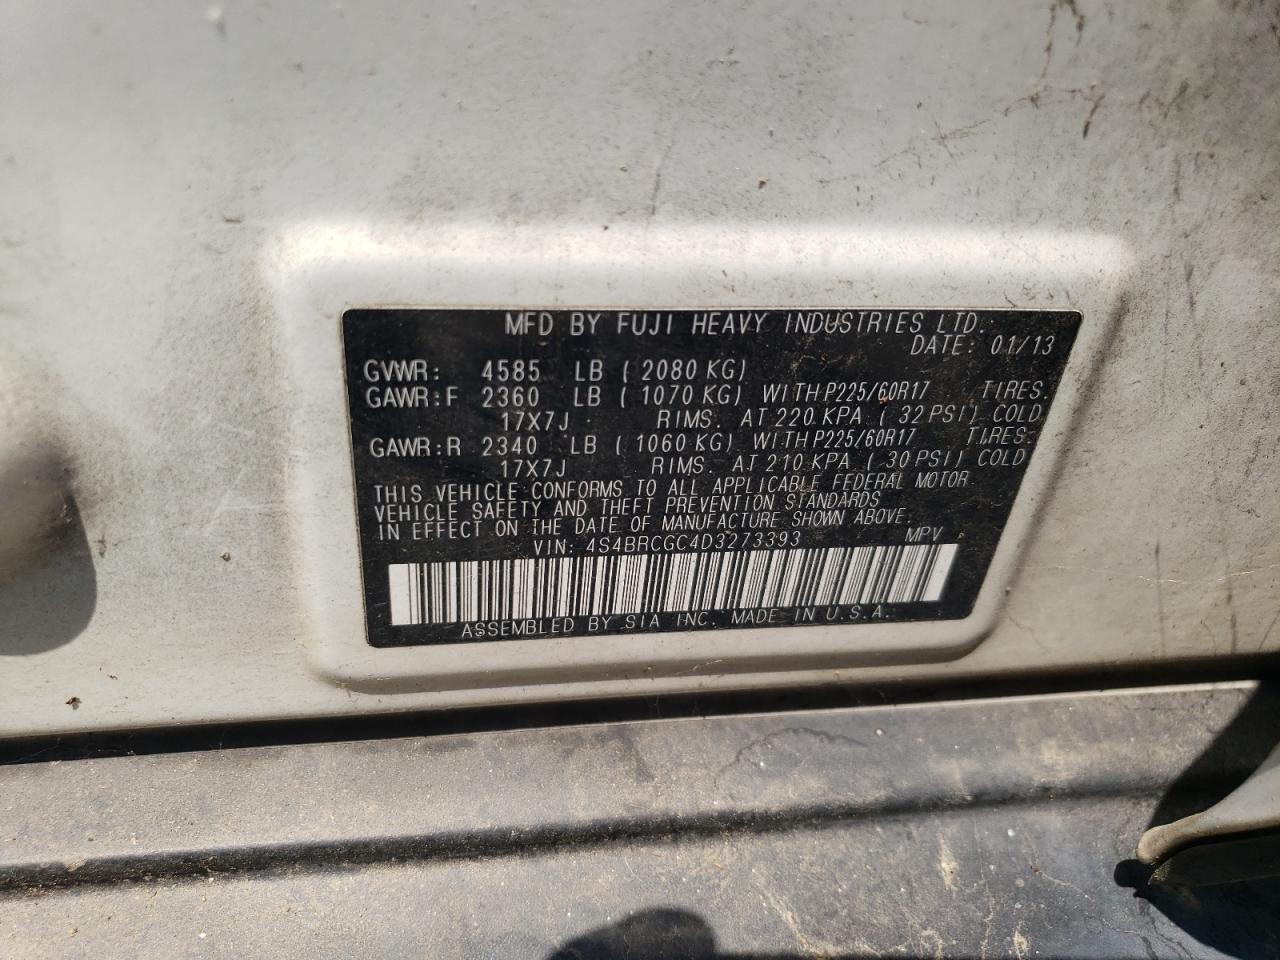 MFD BY FUJI HEAVY INDUSTRIES LTD.
DATE: 01/13
GVWR: 4585 LB ( 2080 KG)
GAWR:F 2360 LB ( 1070 KG) WITH P225/60R17 TIRES.
17X7J RIMS. AT 220 KPA ( 32 PSI) COLD
GAWR:R 2340 LB ( 1060 KG) WITH P225/60R17 TIRES.
17X7J RIMS. AT 210 KPA ( 30 PSI) COLD
THIS VEHICLE CONFORMS TO ALL APPLICABLE FEDERAL MOTOR
VEHICLE SAFETY AND THEFT PREVENTION STANDARDS
IN EFFECT ON THE DATE OF MANUFACTURE SHOWN ABOVE.
VIN: 4S4BRCGC4D3273393 MPV
ASSEMBLED BY SIA INC. MADE IN U.S.A.